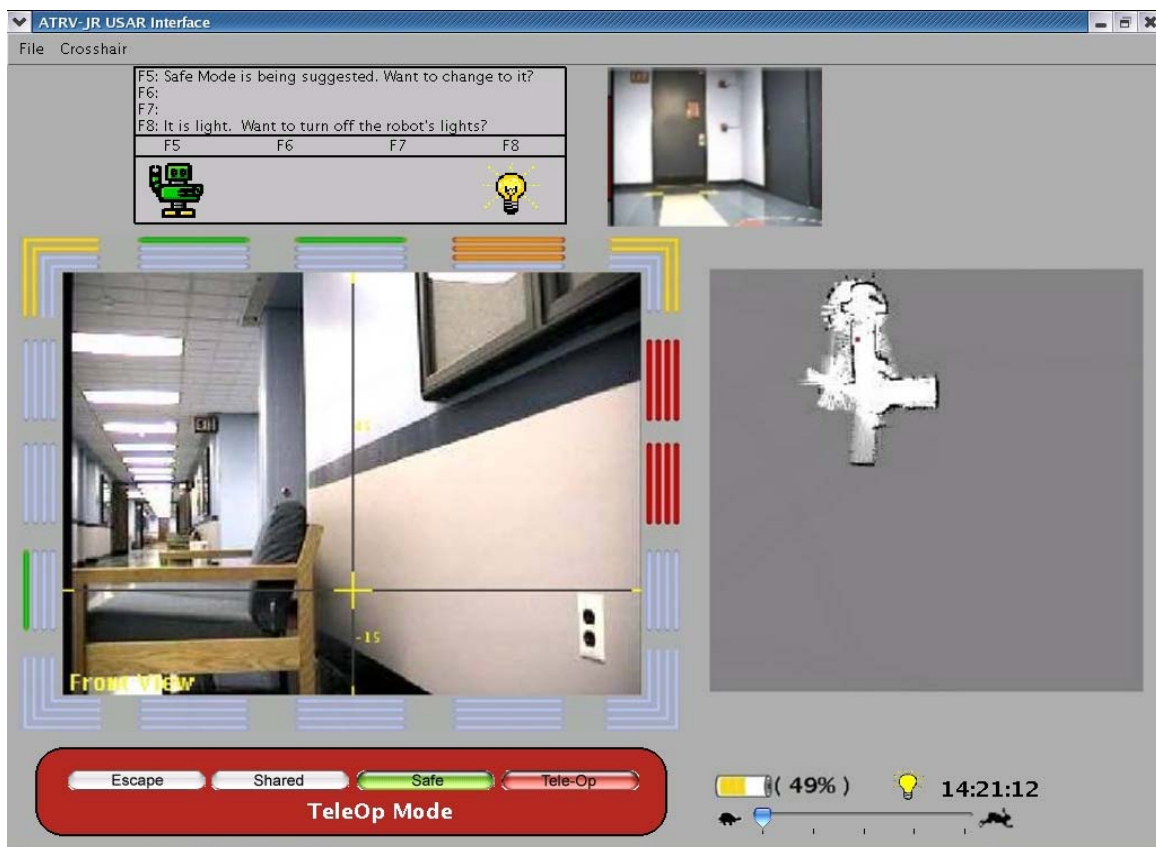 ATRV-JR USAR Interface
File Crosshair
F5: Safe Mode is being suggested. Want to change to it?
F6:
F7:
F8: It is light. Want to turn off the robot's lights?
F5 F6 F7 F8
EXIT
45
-15
Front View
Escape Shared Safe Tele-Op
TeleOp Mode
( 49% ) 14:21:12